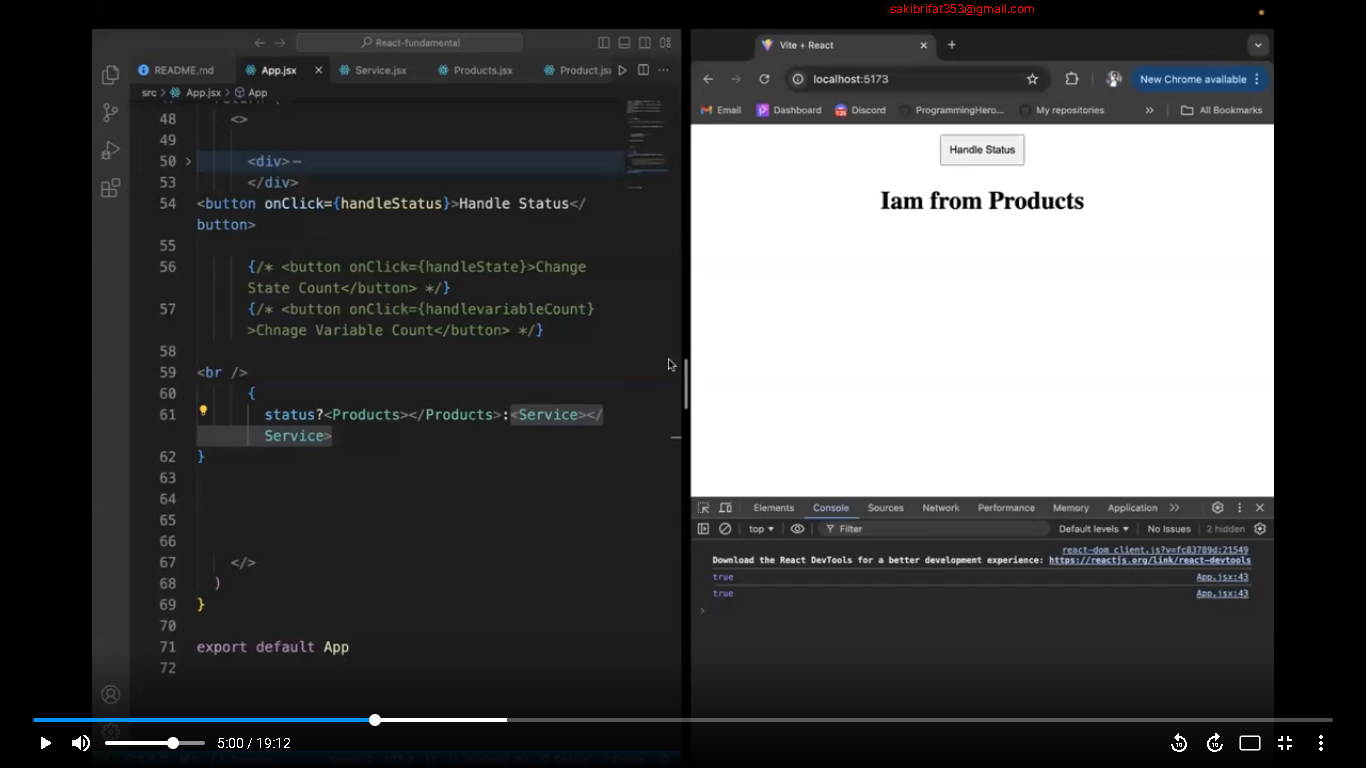 sakibrifat353@gmail.com
React-fundamental
README.md
App.jsx
Service.jsx
Products.jsx
Product.js
src > App.jsx > App
48 <>
49
50 <div>
53 </div>
54 <button onClick={handleStatus}>Handle Status</
button>
55
56 {/* <button onClick={handleState}>Change
State Count</button> */}
57 {/* <button onClick={handlevariableCount}
>Chnage Variable Count</button> */}
58
59 <br />
60 {
61 status?<Products></Products>:<Service></
Service>
62 }
63
64
65
66
67 </>
68 )
69 }
70
71 export default App
72
Vite + React
localhost:5173
New Chrome available
Email
Dashboard
Discord
ProgrammingHero...
My repositories
All Bookmarks
Handle Status
Iam from Products
Elements Console Sources Network Performance Memory Application
top Filter Default levels No Issues 2 hidden
react-dom_client.js?v=fc83789d:21549
Download the React DevTools for a better development experience: https://reactjs.org/link/react-devtools
true App.jsx:43
true App.jsx:43
5:00 / 19:12
10
10